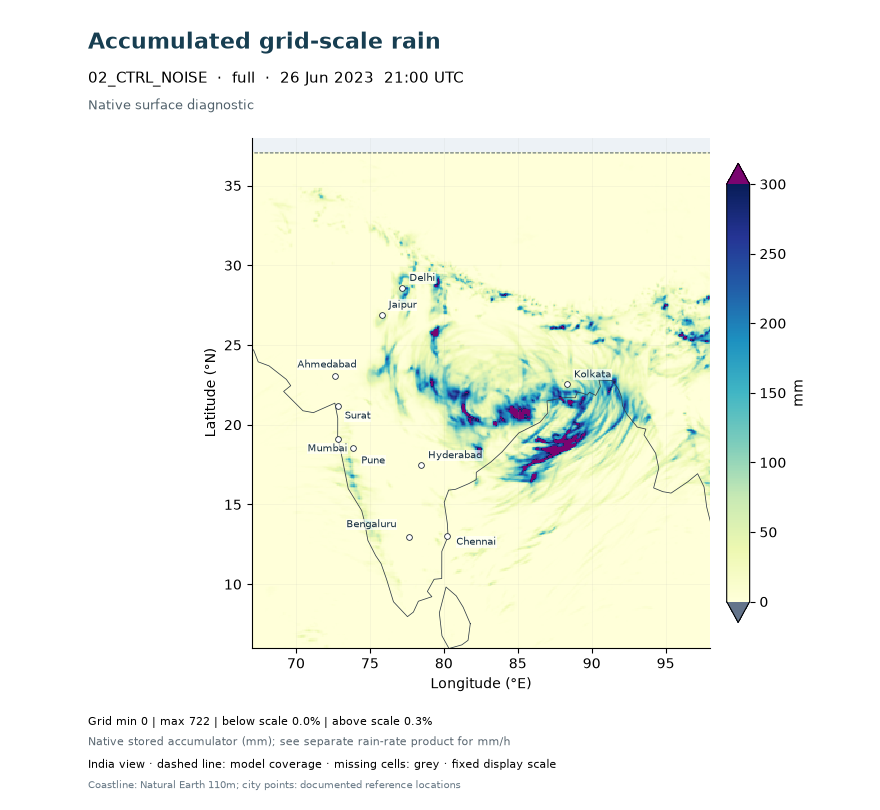 Accumulated grid-scale rain
02_CTRL_NOISE · full · 26 Jun 2023 21:00 UTC
Native surface diagnostic
35
30
25
20
15
10
Latitude (°N)
70
75
80
85
90
95
Longitude (°E)
Delhi
Jaipur
Ahmedabad
Kolkata
Surat
Mumbai
Pune
Hyderabad
Bengaluru
Chennai
300
250
200
150
100
50
0
mm
Grid min 0 | max 722 | below scale 0.0% | above scale 0.3%
Native stored accumulator (mm); see separate rain-rate product for mm/h
India view · dashed line: model coverage · missing cells: grey · fixed display scale
Coastline: Natural Earth 110m; city points: documented reference locations